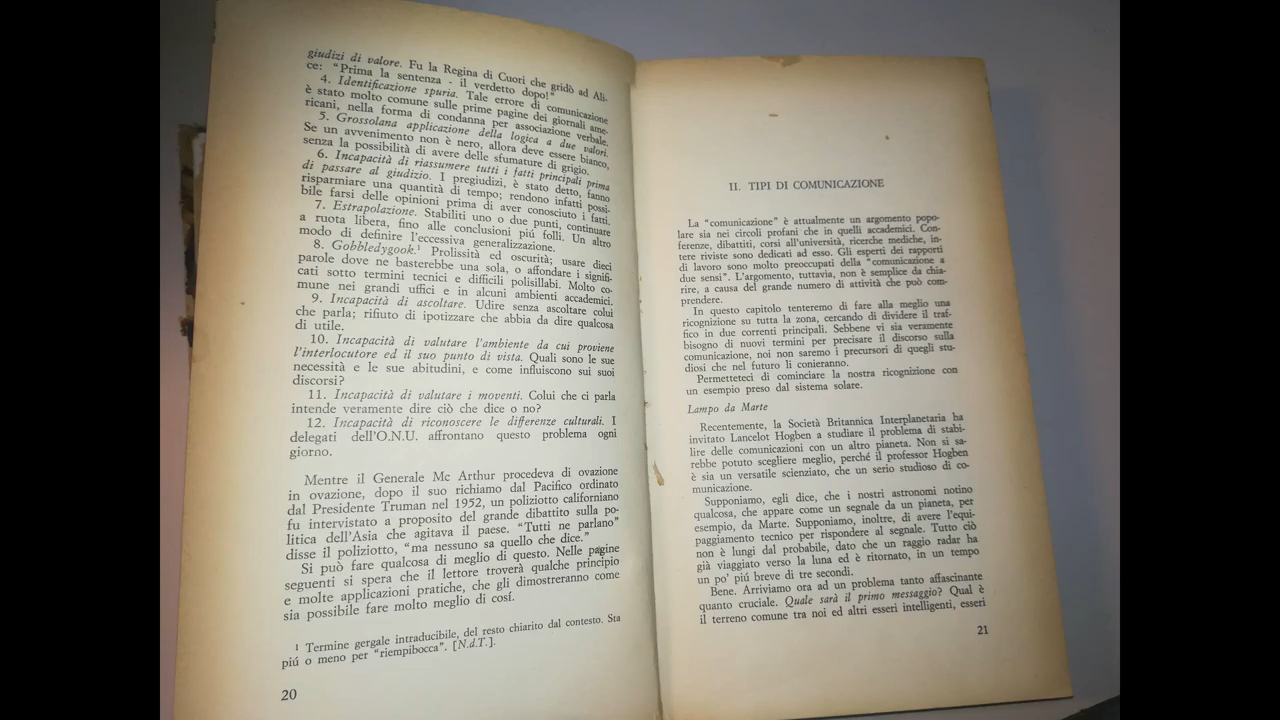 giudizi di valore. Fu la Regina di Cuori che gridò ad Ali-
ce: "Prima la sentenza - il verdetto dopo!"
4. Identificazione spuria. Tale errore di comunicazione
è stato molto comune sulle prime pagine dei giornali ame-
ricani, nella forma di condanna per associazione verbale.
5. Grossolana applicazione della logica a due valori.
Se un avvenimento non è nero, allora deve essere bianco,
senza la possibilità di avere delle sfumature di grigio.
6. Incapacità di riassumere tutti i fatti principali prima
di passare al giudizio. I pregiudizi, è stato detto, fanno
risparmiare una quantità di tempo; rendono infatti possi-
bile farsi delle opinioni prima di aver conosciuto i fatti.
7. Estrapolazione. Stabiliti uno o due punti, continuare
a ruota libera, fino alle conclusioni piú folli. Un altro
modo di definire l'eccessiva generalizzazione.
8. Gobbledygook.¹ Prolissità ed oscurità; usare dieci
parole dove ne basterebbe una sola, o affondare i signifi-
cati sotto termini tecnici e difficili polisillabi. Molto co-
mune nei grandi uffici e in alcuni ambienti accademici.
9. Incapacità di ascoltare. Udire senza ascoltare colui
che parla; rifiuto di ipotizzare che abbia da dire qualcosa
di utile.
10. Incapacità di valutare l'ambiente da cui proviene
l'interlocutore ed il suo punto di vista. Quali sono le sue
necessità e le sue abitudini, e come influiscono sui suoi
discorsi?
11. Incapacità di valutare i moventi. Colui che ci parla
intende veramente dire ciò che dice o no?
12. Incapacità di riconoscere le differenze culturali. I
delegati dell'O.N.U. affrontano questo problema ogni
giorno.
Mentre il Generale Mc Arthur procedeva di ovazione
in ovazione, dopo il suo richiamo dal Pacifico ordinato
dal Presidente Truman nel 1952, un poliziotto californiano
fu intervistato a proposito del grande dibattito sulla po-
litica dell'Asia che agitava il paese. "Tutti ne parlano"
disse il poliziotto, "ma nessuno sa quello che dice."
Si può fare qualcosa di meglio di questo. Nelle pagine
seguenti si spera che il lettore troverà qualche principio
e molte applicazioni pratiche, che gli dimostreranno come
sia possibile fare molto meglio di cosí.
¹ Termine gergale intraducibile, del resto chiarito dal contesto. Sta
piú o meno per "riempibocca". [N.d.T.].
20
II. TIPI DI COMUNICAZIONE
La "comunicazione" è attualmente un argomento popo-
lare sia nei circoli profani che in quelli accademici. Con-
ferenze, dibattiti, corsi all'università, ricerche mediche, in-
tere riviste sono dedicati ad esso. Gli esperti dei rapporti
di lavoro sono molto preoccupati della "comunicazione a
due sensi". L'argomento, tuttavia, non è semplice da chia-
rire, a causa del grande numero di attività che può com-
prendere.
In questo capitolo tenteremo di fare alla meglio una
ricognizione su tutta la zona, cercando di dividere il traf-
fico in due correnti principali. Sebbene vi sia veramente
bisogno di nuovi termini per precisare il discorso sulla
comunicazione, noi non saremo i precursori di quegli stu-
diosi che nel futuro li conieranno.
Permetteteci di cominciare la nostra ricognizione con
un esempio preso dal sistema solare.
Lampo da Marte
Recentemente, la Società Britannica Interplanetaria ha
invitato Lancelot Hogben a studiare il problema di stabi-
lire delle comunicazioni con un altro pianeta. Non si sa-
rebbe potuto scegliere meglio, perché il professor Hogben
è sia un versatile scienziato, che un serio studioso di co-
municazione.
Supponiamo, egli dice, che i nostri astronomi notino
qualcosa, che appare come un segnale da un pianeta, per
esempio, da Marte. Supponiamo, inoltre, di avere l'equi-
paggiamento tecnico per rispondere al segnale. Tutto ciò
non è lungi dal probabile, dato che un raggio radar ha
già viaggiato verso la luna ed è ritornato, in un tempo
un po' piú breve di tre secondi.
Bene. Arriviamo ora ad un problema tanto affascinante
quanto cruciale. Quale sarà il primo messaggio? Qual è
il terreno comune tra noi ed altri esseri intelligenti, esseri
21